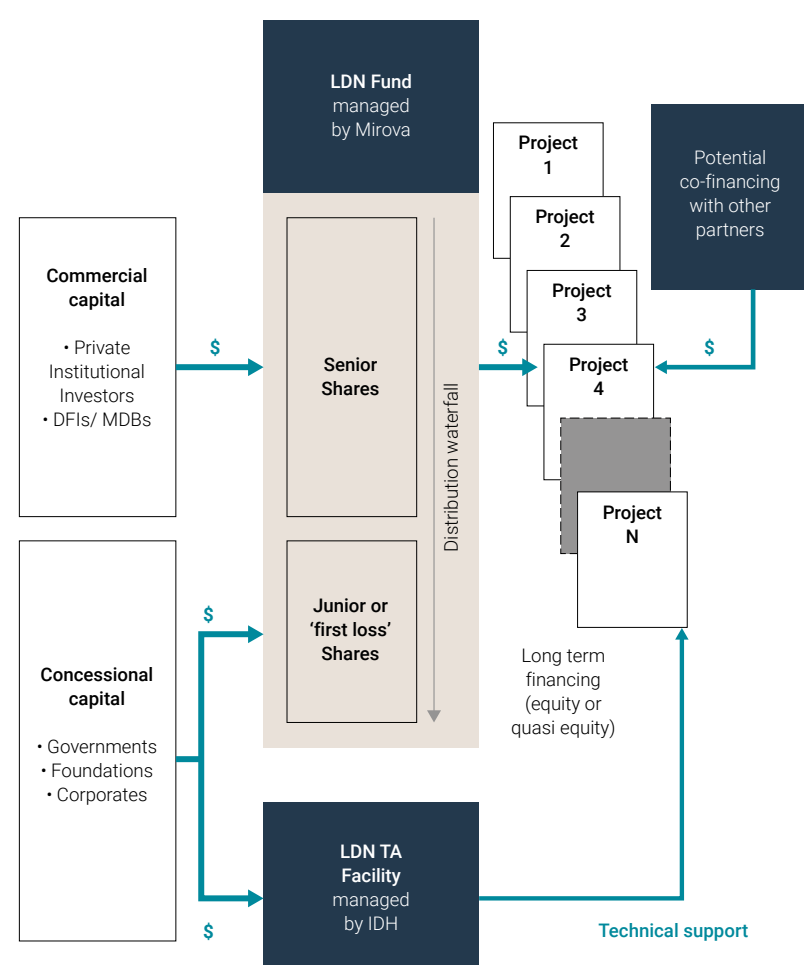 LDN Fund
managed
by Mirova
Commercial
capital
• Private
Institutional
Investors
• DFIs/ MDBs
$
Senior
Shares
Distribution waterfall
Junior or
‘first loss’
Shares
$
Concessional
capital
• Governments
• Foundations
• Corporates
$
LDN TA
Facility
managed
by IDH
$
Project
1
Project
2
Project
3
Project
4
Project
N
Potential
co-financing
with other
partners
$
Long term
financing
(equity or
quasi equity)
Technical support